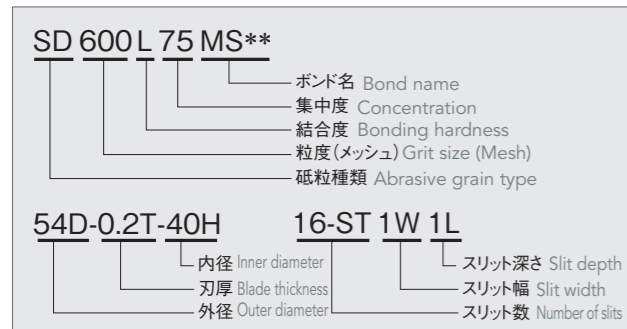 SD 600 L 75 MS**
ボンド名 Bond name
集中度 Concentration
結合度 Bonding hardness
粒度(メッシュ) Grit size (Mesh)
砥粒種類 Abrasive grain type
54D-0.2T-40H
内径 Inner diameter
刃厚 Blade thickness
外径 Outer diameter
16-ST 1W 1L
スリット深さ Slit depth
スリット幅 Slit width
スリット数 Number of slits